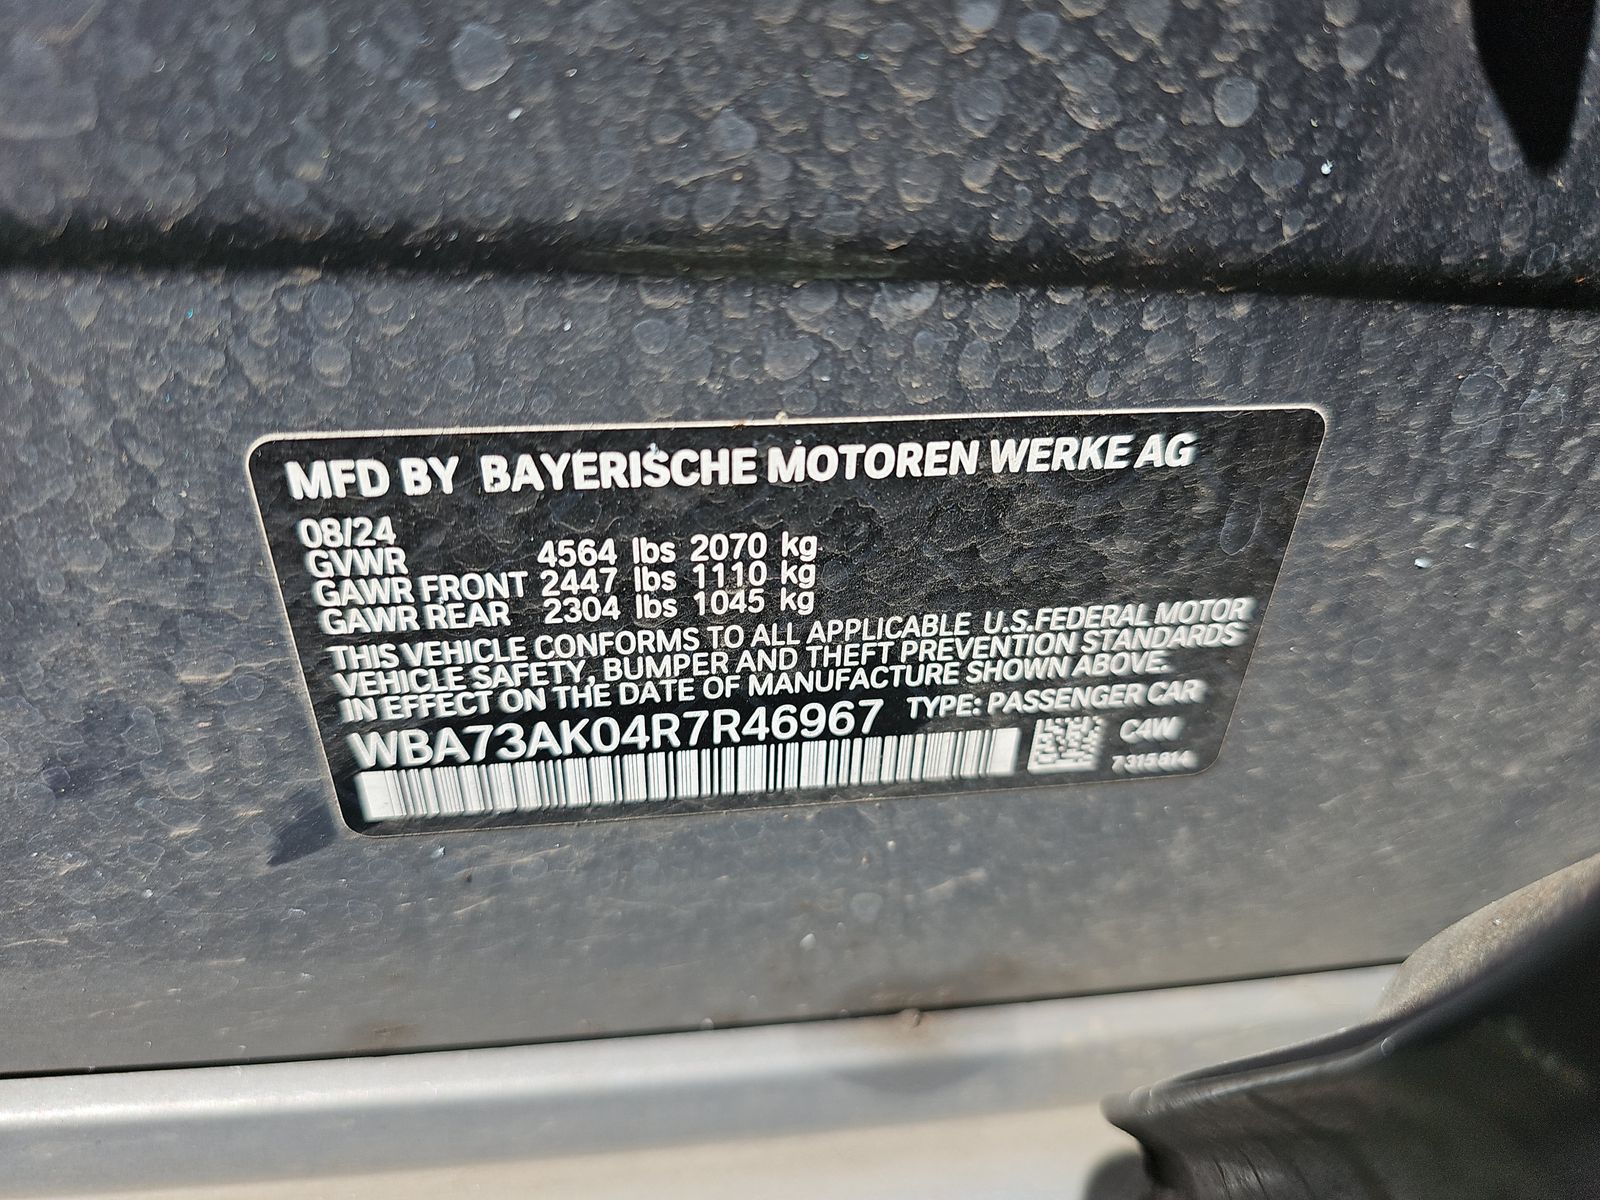 MFD BY BAYERISCHE MOTOREN WERKE AG
08/24
GVWR 4564 lbs 2070 kg
GAWR FRONT 2447 lbs 1110 kg
GAWR REAR 2304 lbs 1045 kg
THIS VEHICLE CONFORMS TO ALL APPLICABLE U.S.FEDERAL MOTOR
VEHICLE SAFETY, BUMPER AND THEFT PREVENTION STANDARDS
IN EFFECT ON THE DATE OF MANUFACTURE SHOWN ABOVE.
WBA73AK04R7R46967 TYPE: PASSENGER CAR
C4W
7315814